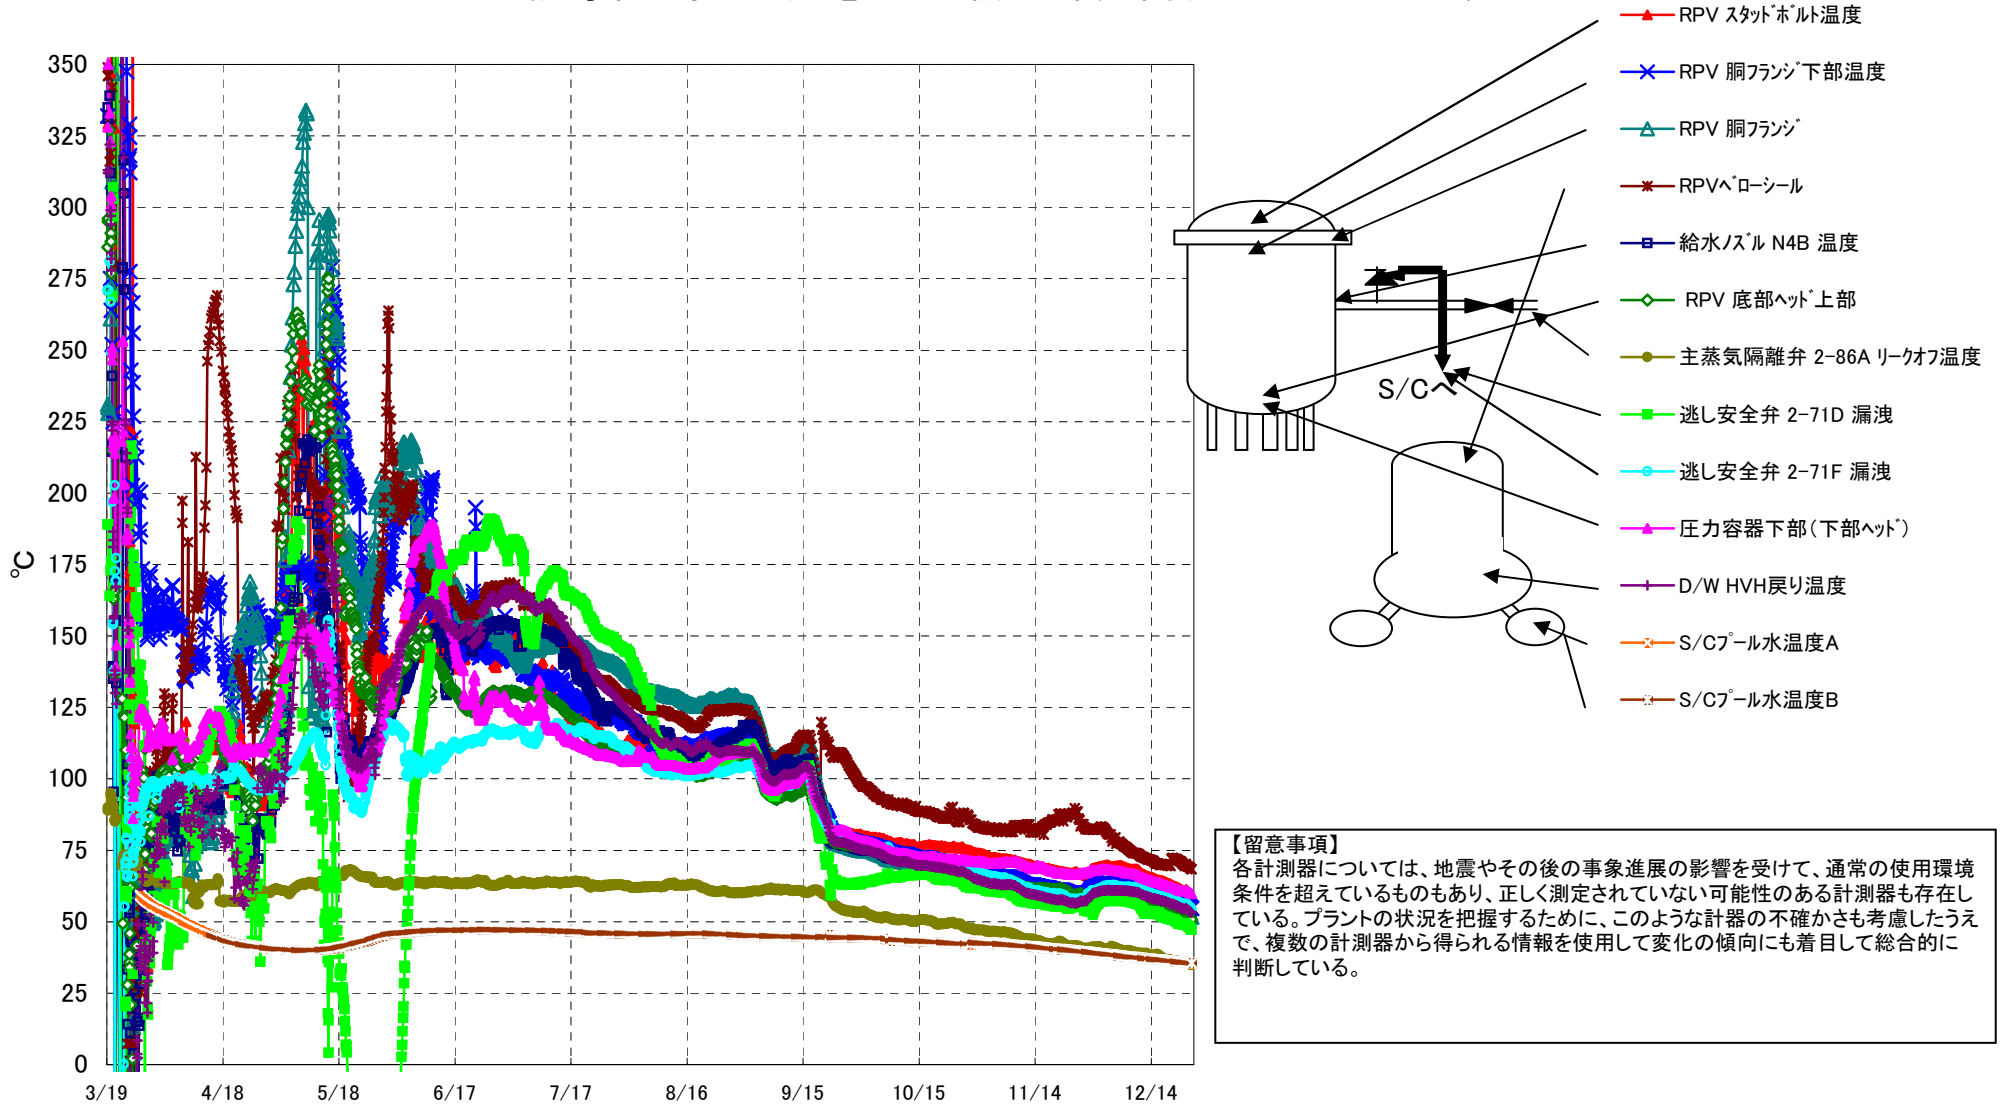 RPV スタッドボルト温度
RPV 胴フランジ下部温度
RPV 胴フランジ
RPVベローシール
給水ノズル N4B 温度
RPV 底部ヘッド上部
主蒸気隔離弁 2-86A リークオフ温度
逃し安全弁 2-71D 漏洩
逃し安全弁 2-71F 漏洩
圧力容器下部(下部ヘッド)
D/W HVH戻り温度
S/Cプール水温度A
S/Cプール水温度B
350
325
300
275
250
225
200
175
150
125
100
75
50
25
0
℃
3/19
4/18
5/18
6/17
7/17
8/16
9/15
10/15
11/14
12/14
S/Cへ
【留意事項】
各計測器については、地震やその後の事象進展の影響を受けて、通常の使用環境
条件を超えているものもあり、正しく測定されていない可能性のある計測器も存在し
ている。プラントの状況を把握するために、このような計器の不確かさも考慮したうえ
で、複数の計測器から得られる情報を使用して変化の傾向にも着目して総合的に
判断している。